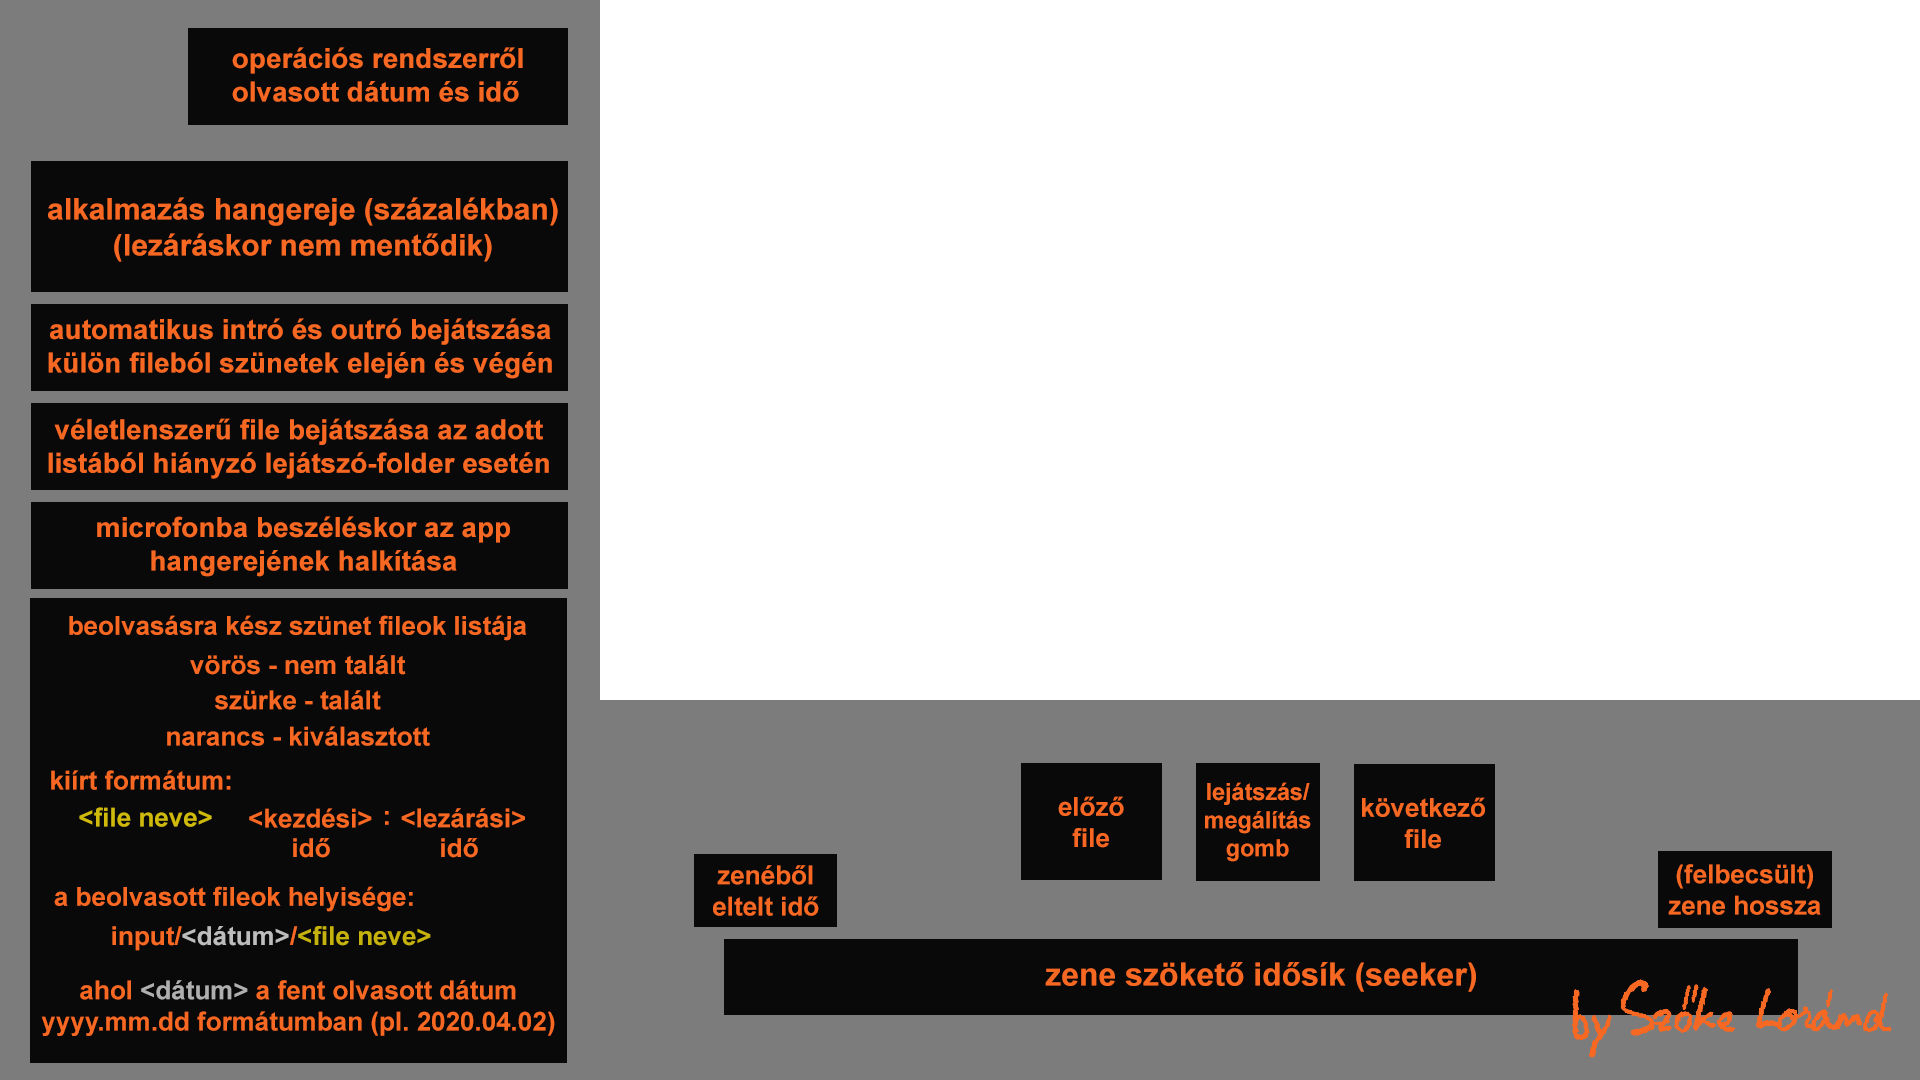 operációs rendszerről
olvasott dátum és idő
alkalmazás hangereje (százalékban)
(lezáráskor nem mentődik)
automatikus intró és outró bejátszása
külön fileból szünetek elején és végén
véletlenszerű file bejátszása az adott
listából hiányzó lejátszó-folder esetén
microfonba beszéléskor az app
hangerejének halkítása
beolvasásra kész szünet fileok listája
vörös - nem talált
szürke - talált
narancs - kiválasztott
kiírt formátum:
<file neve> <kezdési> : <lezárási>
idő idő
a beolvasott fileok helyisége:
input/<dátum>/<file neve>
ahol <dátum> a fent olvasott dátum
yyyy.mm.dd formátumban (pl. 2020.04.02)
előző
file
lejátszás/
megálítás
gomb
következő
file
zenéből
eltelt idő
(felbecsült)
zene hossza
zene szökető idősík (seeker)
by Szőke Loránd